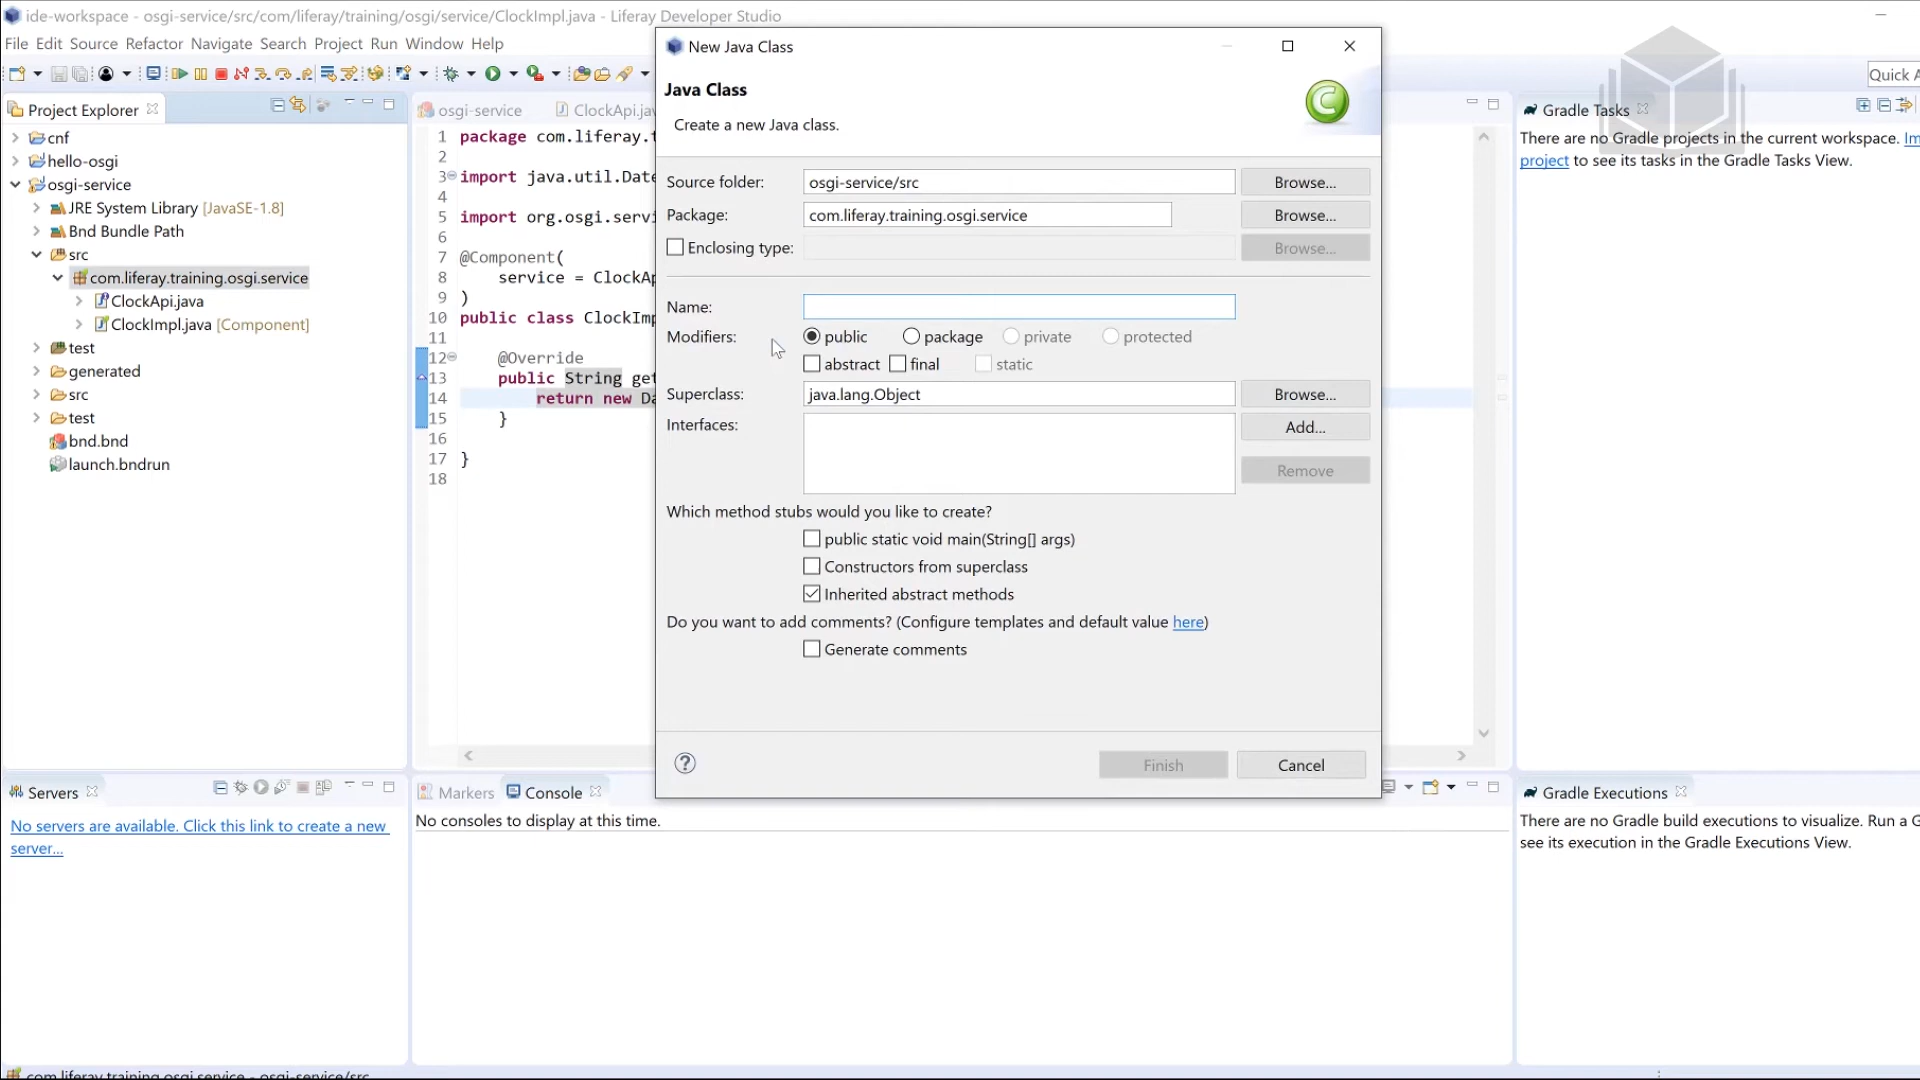 ide-workspace - osgi-service/src/com/liferay/training/osgi/service/ClockImpl.java - Liferay Developer Studio
File Edit Source Refactor Navigate Search Project Run Window Help
Quick A
Project Explorer
cnf
hello-osgi
osgi-service
JRE System Library [JavaSE-1.8]
Bnd Bundle Path
src
com.liferay.training.osgi.service
ClockApi.java
ClockImpl.java [Component]
test
generated
src
test
bnd.bnd
launch.bndrun
osgi-service ClockApi.jav
1 package com.liferay.t
2
3 import java.util.Date
4
5 import org.osgi.servi
6
7 @Component(
8 service = ClockAp
9 )
10 public class ClockImp
11
12 @Override
13 public String get
14 return new Da
15 }
16
17 }
18
New Java Class
Java Class
Create a new Java class.
Source folder: osgi-service/src Browse...
Package: com.liferay.training.osgi.service Browse...
Enclosing type: Browse...
Name:
Modifiers: public package private protected
abstract final static
Superclass: java.lang.Object Browse...
Interfaces: Add...
Remove
Which method stubs would you like to create?
public static void main(String[] args)
Constructors from superclass
Inherited abstract methods
Do you want to add comments? (Configure templates and default value here)
Generate comments
? Finish Cancel
Gradle Tasks
There are no Gradle projects in the current workspace. Im
project to see its tasks in the Gradle Tasks View.
Servers
No servers are available. Click this link to create a new
server...
Markers Console
No consoles to display at this time.
Gradle Executions
There are no Gradle build executions to visualize. Run a G
see its execution in the Gradle Executions View.
com.liferay.training.osgi.service - osgi-service/src